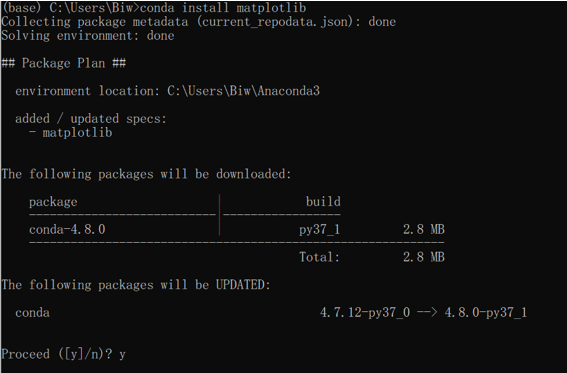 (base) C:\Users\Biw>conda install matplotlib
Collecting package metadata (current_repodata.json): done
Solving environment: done
## Package Plan ##
environment location: C:\Users\Biw\Anaconda3
added / updated specs:
- matplotlib
The following packages will be downloaded:
package | build
---------------------------|-----------------
conda-4.8.0 | py37_1 2.8 MB
------------------------------------------------------------
Total: 2.8 MB
The following packages will be UPDATED:
conda 4.7.12-py37_0 --> 4.8.0-py37_1
Proceed ([y]/n)? y